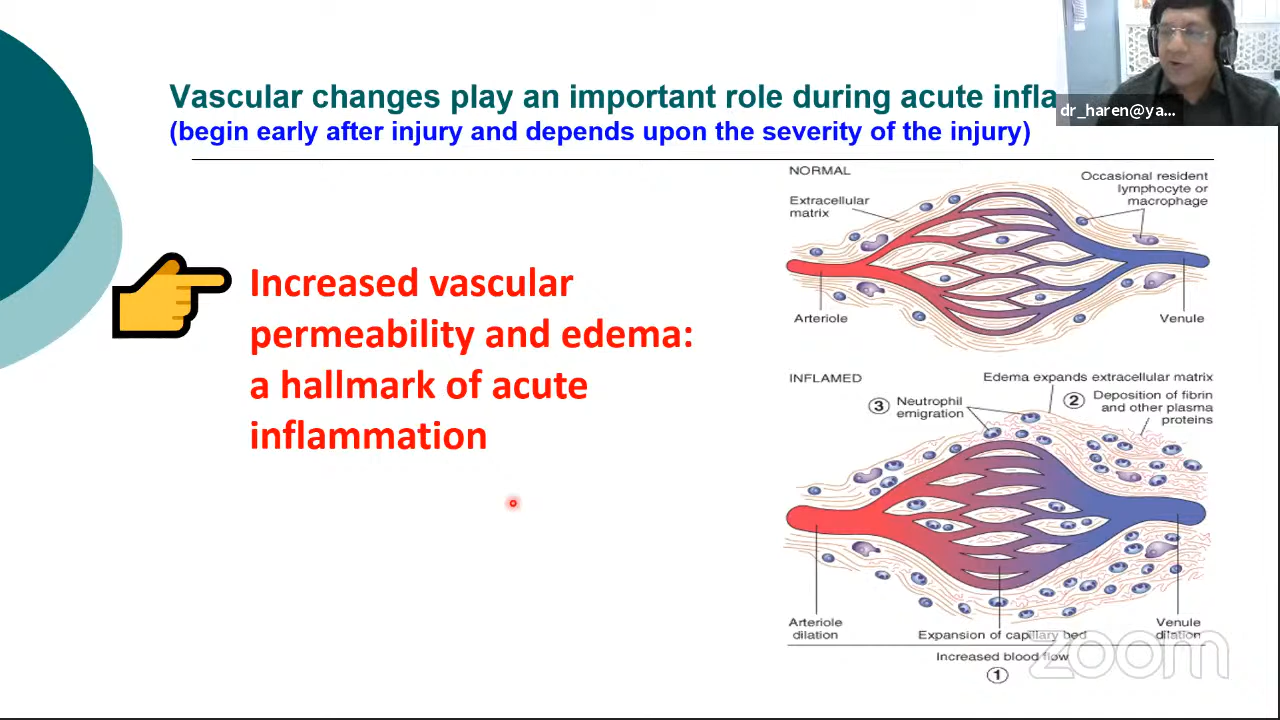 Vascular changes play an important role during acute infla
dr_haren@ya...
(begin early after injury and depends upon the severity of the injury)
Increased vascular
permeability and edema:
a hallmark of acute
inflammation
NORMAL
Occasional resident
lymphocyte or
macrophage
Extracellular
matrix
Arteriole
Venule
INFLAMED
Edema expands extracellular matrix
3 Neutrophil
emigration
2 Deposition of fibrin
and other plasma
proteins
Arteriole
dilation
Expansion of capillary bed
Venule
dilation
Increased blood flow
1
zoom